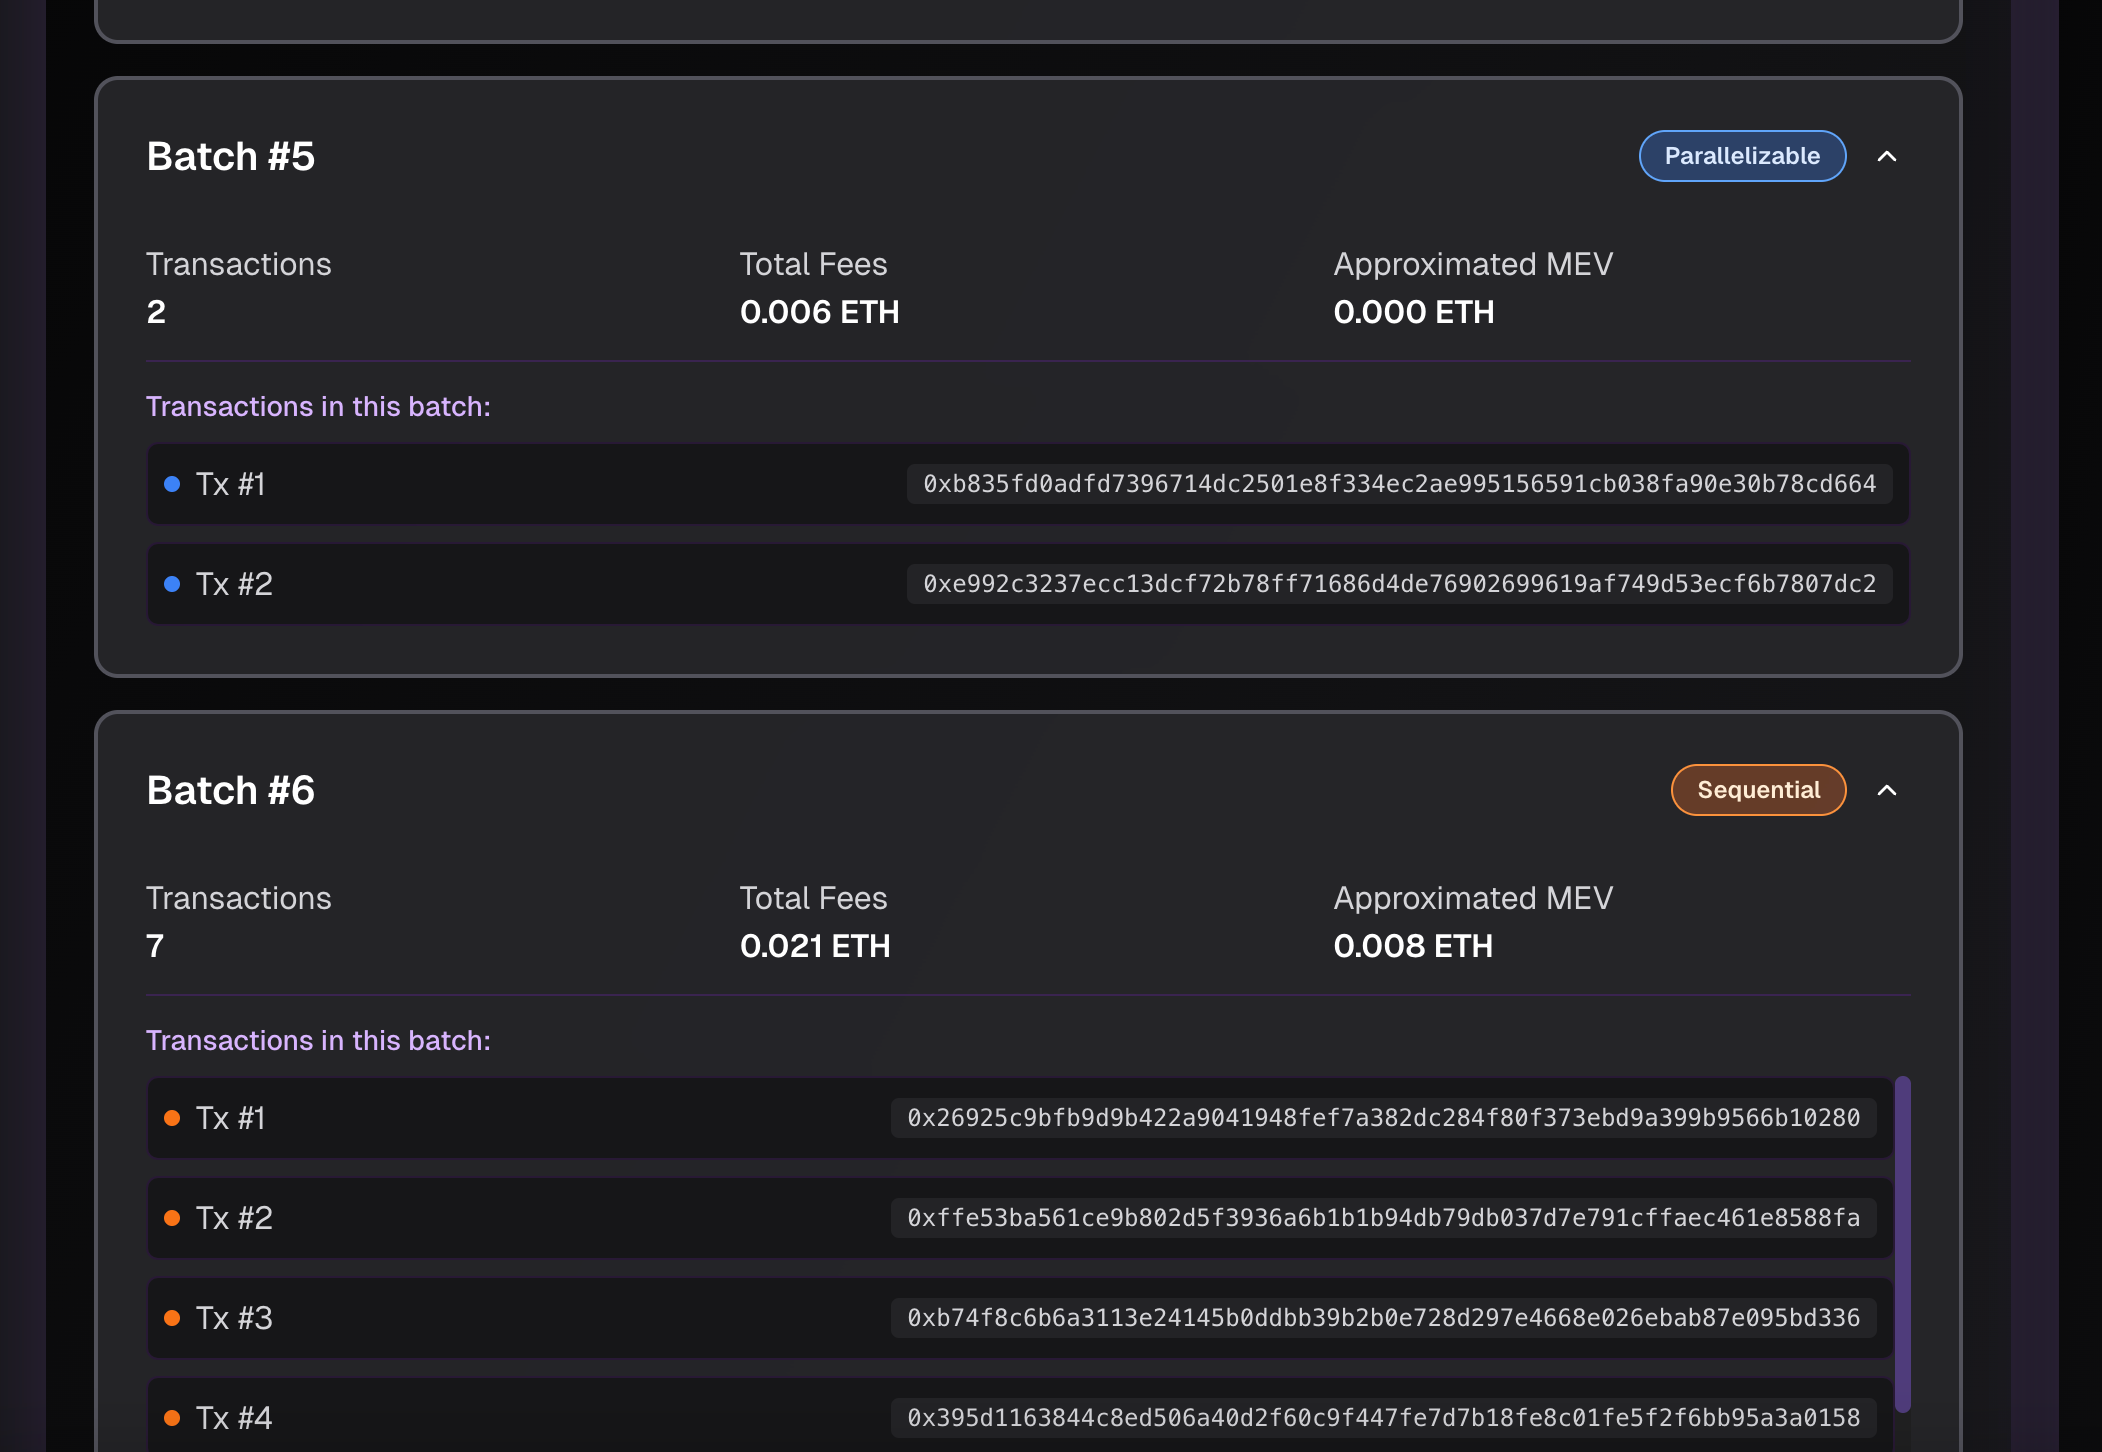 Batch #5
Parallelizable
Transactions
Total Fees
Approximated MEV
2
0.006 ETH
0.000 ETH
Transactions in this batch:
Tx #1
0xb835fd0adfd7396714dc2501e8f334ec2ae995156591cb038fa90e30b78cd664
Tx #2
0xe992c3237ecc13dcf72b78ff71686d4de76902699619af749d53ecf6b7807dc2
Batch #6
Sequential
Transactions
Total Fees
Approximated MEV
7
0.021 ETH
0.008 ETH
Transactions in this batch:
Tx #1
0x26925c9bfb9d9b422a9041948fef7a382dc284f80f373ebd9a399b9566b10280
Tx #2
0xffe53ba561ce9b802d5f3936a6b1b1b94db79db037d7e791cffaec461e8588fa
Tx #3
0xb74f8c6b6a3113e24145b0ddbb39b2b0e728d297e4668e026ebab87e095bd336
Tx #4
0x395d1163844c8ed506a40d2f60c9f447fe7d7b18fe8c01fe5f2f6bb95a3a0158